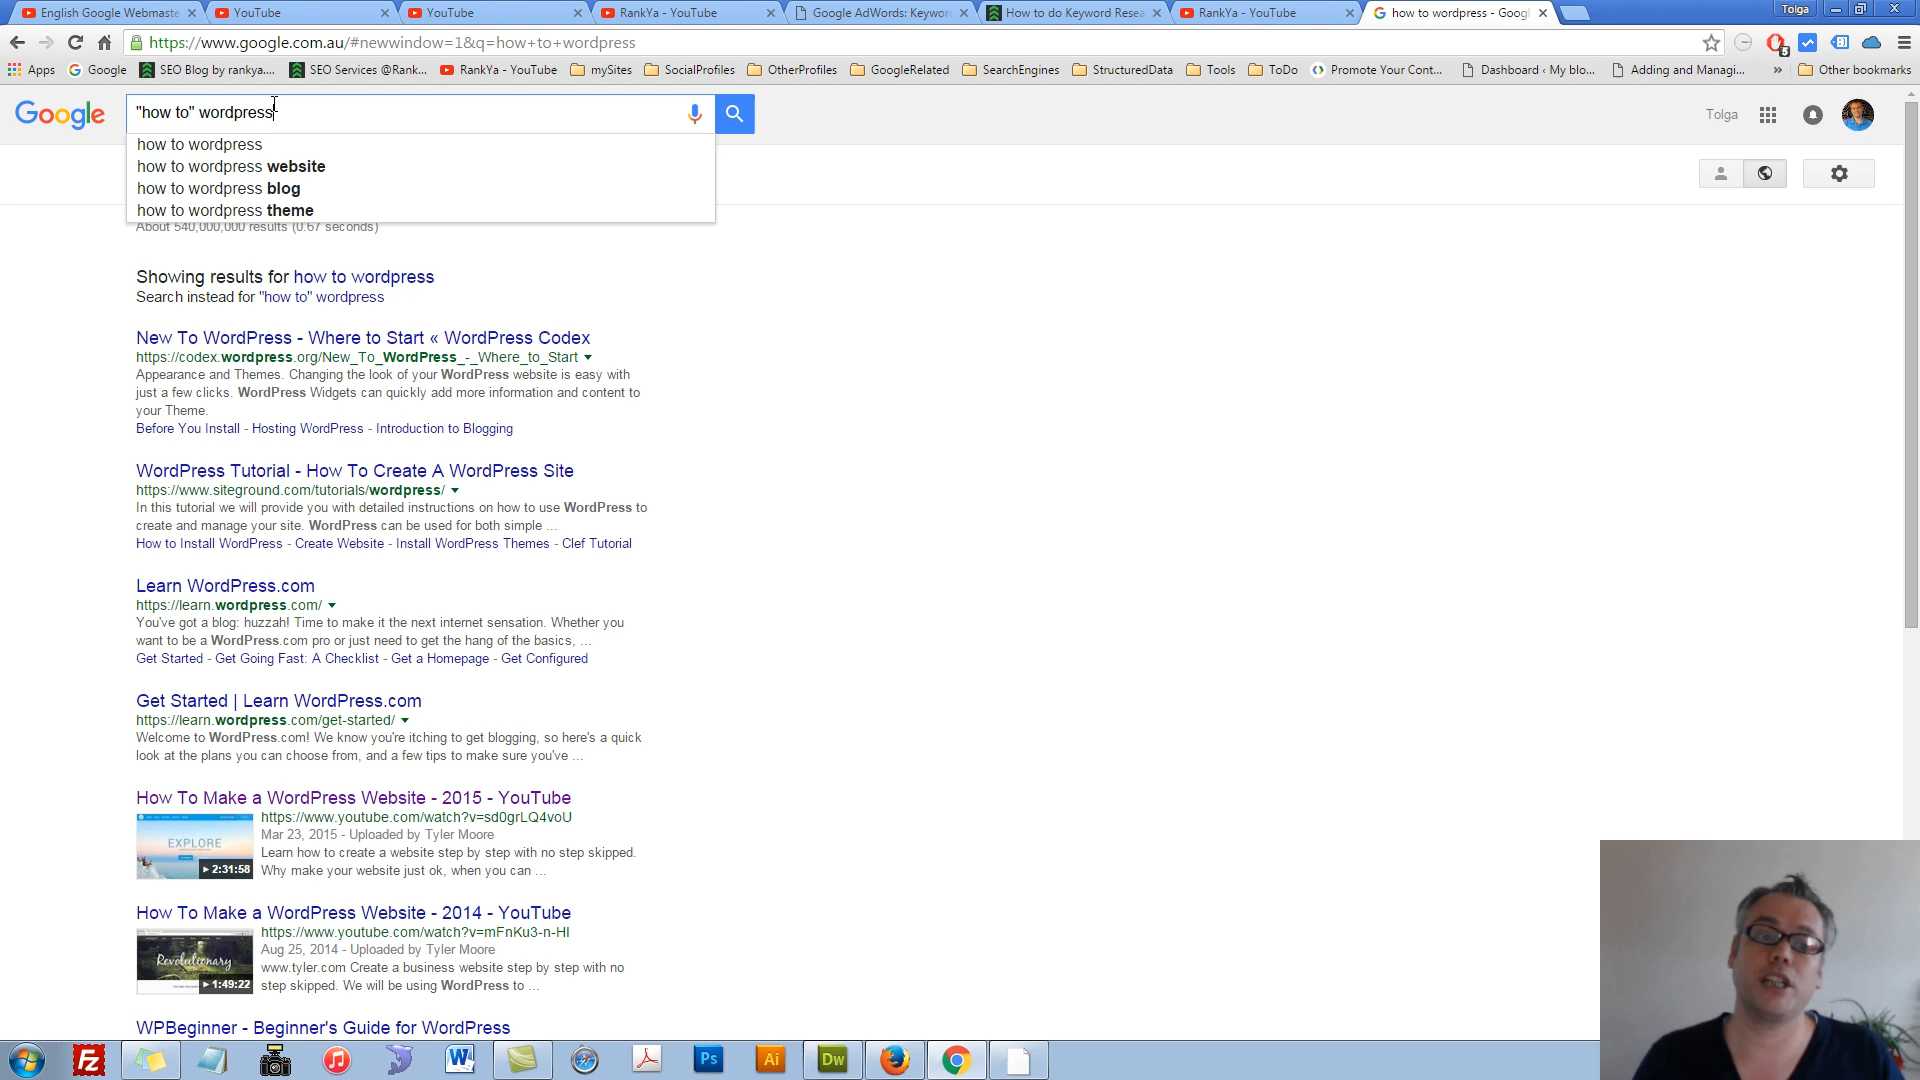 English Google Webmaste
YouTube
YouTube
RankYa - YouTube
Google AdWords: Keyword
How to do Keyword Resea
RankYa - YouTube
how to wordpress - Googl
Tolga
https://www.google.com.au/#newwindow=1&q=how+to+wordpress
Apps
Google
SEO Blog by rankya....
SEO Services @Rank...
RankYa - YouTube
mySites
SocialProfiles
OtherProfiles
GoogleRelated
SearchEngines
StructuredData
Tools
ToDo
Promote Your Cont...
Dashboard ‹ My blo...
Adding and Managi...
»
Other bookmarks
Google
"how to" wordpress
Tolga
how to wordpress
how to wordpress website
how to wordpress blog
how to wordpress theme
About 540,000,000 results (0.67 seconds)
Showing results for how to wordpress
Search instead for "how to" wordpress
New To WordPress - Where to Start « WordPress Codex
https://codex.wordpress.org/New_To_WordPress_-_Where_to_Start
Appearance and Themes. Changing the look of your WordPress website is easy with
just a few clicks. WordPress Widgets can quickly add more information and content to
your Theme.
Before You Install - Hosting WordPress - Introduction to Blogging
WordPress Tutorial - How To Create A WordPress Site
https://www.siteground.com/tutorials/wordpress/
In this tutorial we will provide you with detailed instructions on how to use WordPress to
create and manage your site. WordPress can be used for both simple ...
How to Install WordPress - Create Website - Install WordPress Themes - Clef Tutorial
Learn WordPress.com
https://learn.wordpress.com/
You've got a blog: huzzah! Time to make it the next internet sensation. Whether you
want to be a WordPress.com pro or just need to get the hang of the basics, ...
Get Started - Get Going Fast: A Checklist - Get a Homepage - Get Configured
Get Started | Learn WordPress.com
https://learn.wordpress.com/get-started/
Welcome to WordPress.com! We know you're itching to get blogging, so here's a quick
look at the plans you can choose from, and a few tips to make sure you've ...
How To Make a WordPress Website - 2015 - YouTube
https://www.youtube.com/watch?v=sd0grLQ4voU
Mar 23, 2015 - Uploaded by Tyler Moore
Learn how to create a website step by step with no step skipped.
Why make your website just ok, when you can ...
EXPLORE
2:31:58
How To Make a WordPress Website - 2014 - YouTube
https://www.youtube.com/watch?v=mFnKu3-n-HI
Aug 25, 2014 - Uploaded by Tyler Moore
www.tyler.com Create a business website step by step with no
step skipped. We will be using WordPress to ...
Revolutionary
1:49:22
WPBeginner - Beginner's Guide for WordPress
Fz
W
Ps
Ai
Dw